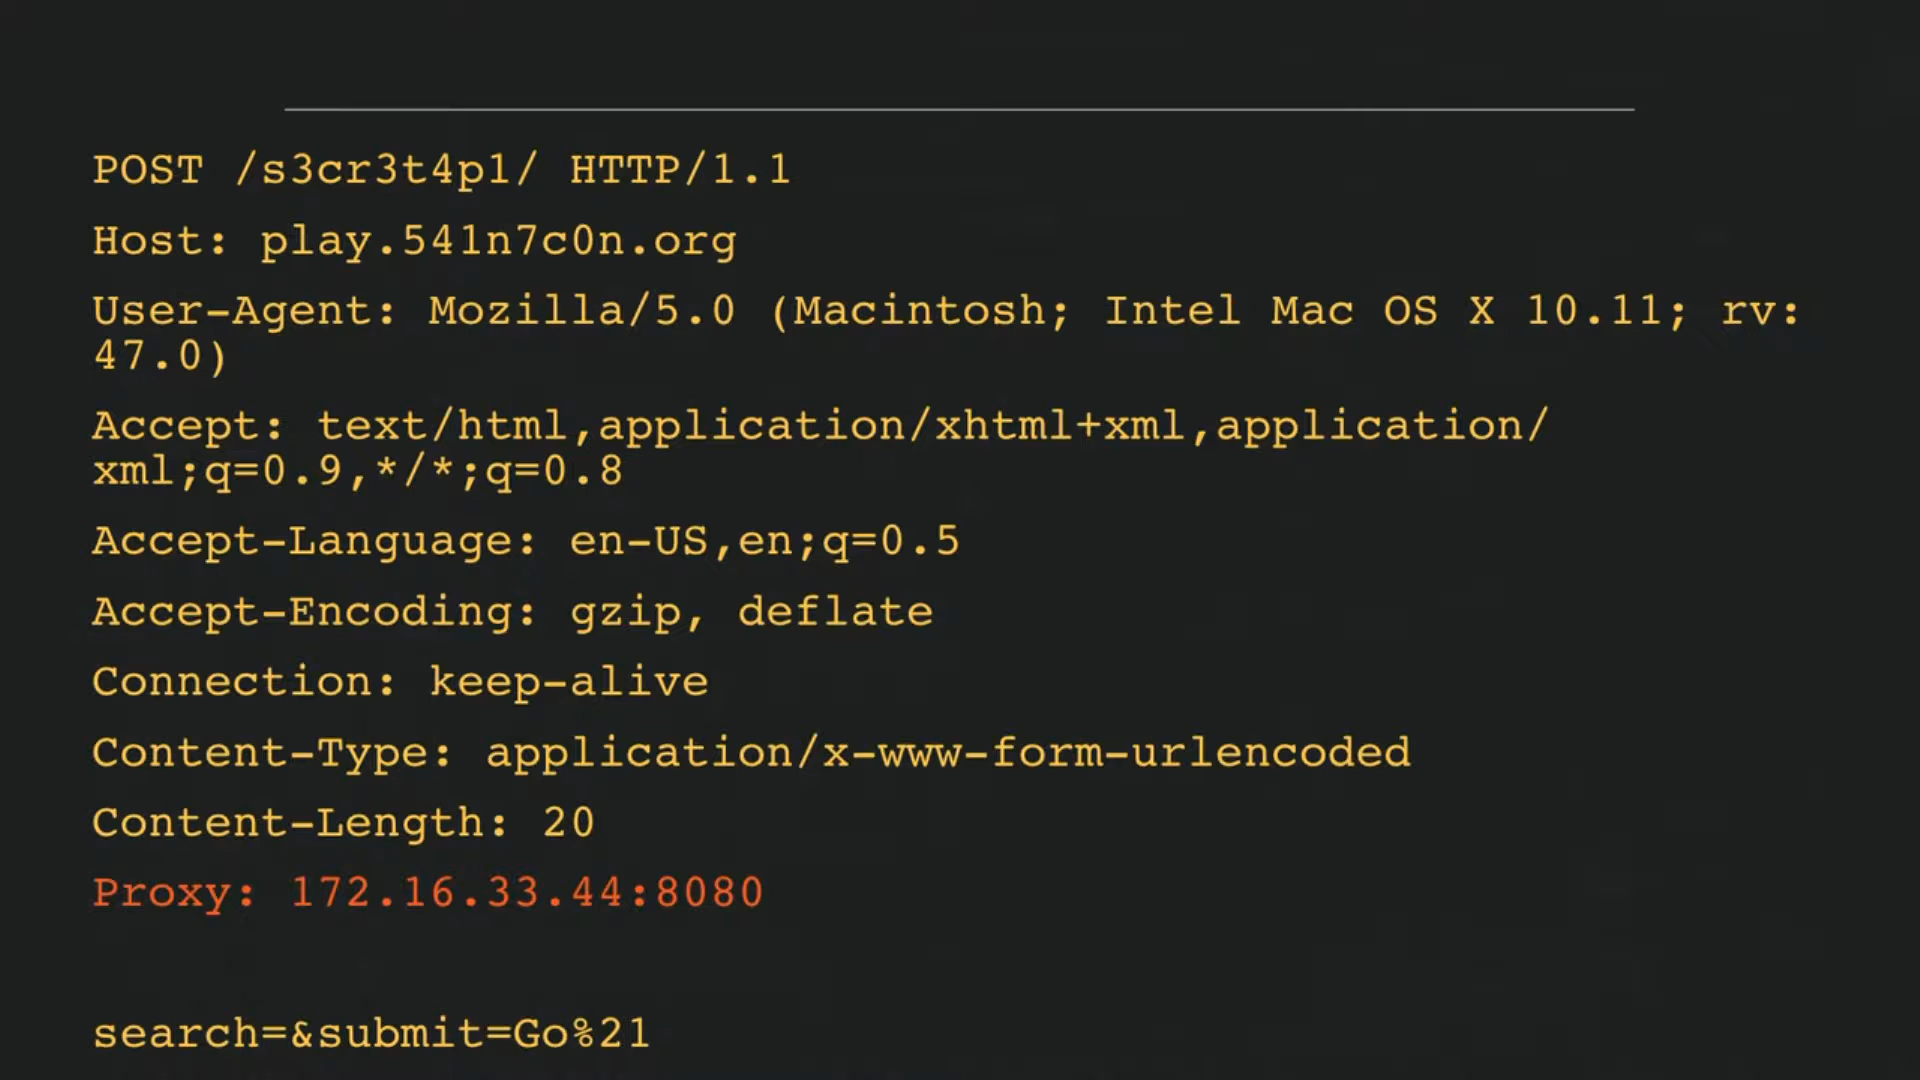 POST /s3cr3t4p1/ HTTP/1.1
Host: play.541n7c0n.org
User-Agent: Mozilla/5.0 (Macintosh; Intel Mac OS X 10.11; rv:
47.0)
Accept: text/html,application/xhtml+xml,application/
xml;q=0.9,*/*;q=0.8
Accept-Language: en-US,en;q=0.5
Accept-Encoding: gzip, deflate
Connection: keep-alive
Content-Type: application/x-www-form-urlencoded
Content-Length: 20
Proxy: 172.16.33.44:8080
search=&submit=Go%21